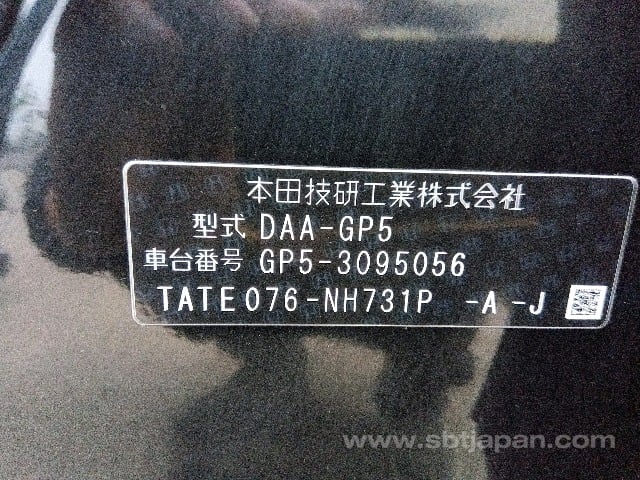 本田技研工業株式会社
型式 DAA-GP5
車台番号 GP5-3095056
TATE076-NH731P -A -J
www.sbtjapan.com